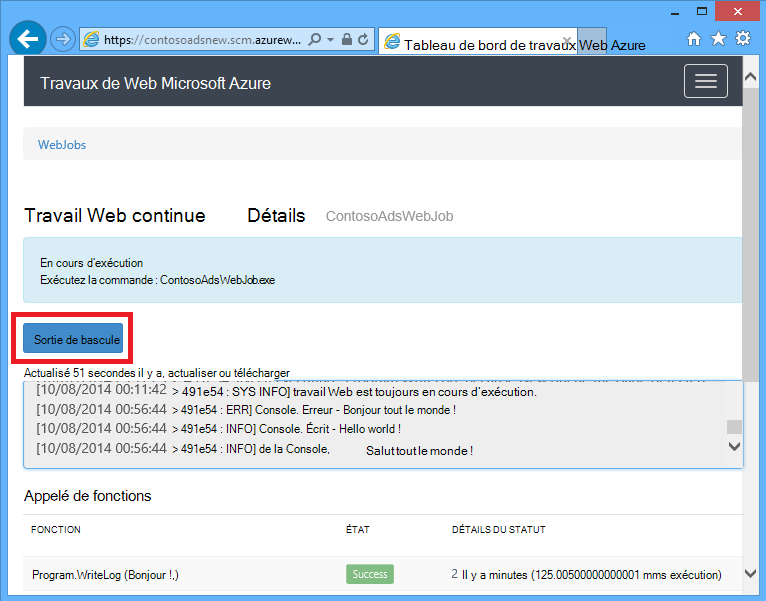 https://contosoadsnew.scm.azurew...
Tableau de bord de travaux Web Azure
Travaux de Web Microsoft Azure
WebJobs
Travail Web continue Détails ContosoAdsWebJob
En cours d'exécution
Exécutez la commande : ContosoAdsWebJob.exe
Sortie de bascule
Actualisé 51 secondes il y a, actualiser ou télécharger
[10/08/2014 00:11:42 > 491e54 : SYS INFO] travail Web est toujours en cours d'exécution.
[10/08/2014 00:56:44 > 491e54 : ERR] Console. Erreur - Bonjour tout le monde !
[10/08/2014 00:56:44 > 491e54 : INFO] Console. Écrit - Hello world !
[10/08/2014 00:56:44 > 491e54 : INFO] de la Console, Salut tout le monde !
Appelé de fonctions
FONCTION ÉTAT DÉTAILS DU STATUT
Program.WriteLog (Bonjour !,) Success 2 Il y a minutes (125.00500000000001 mms exécution)